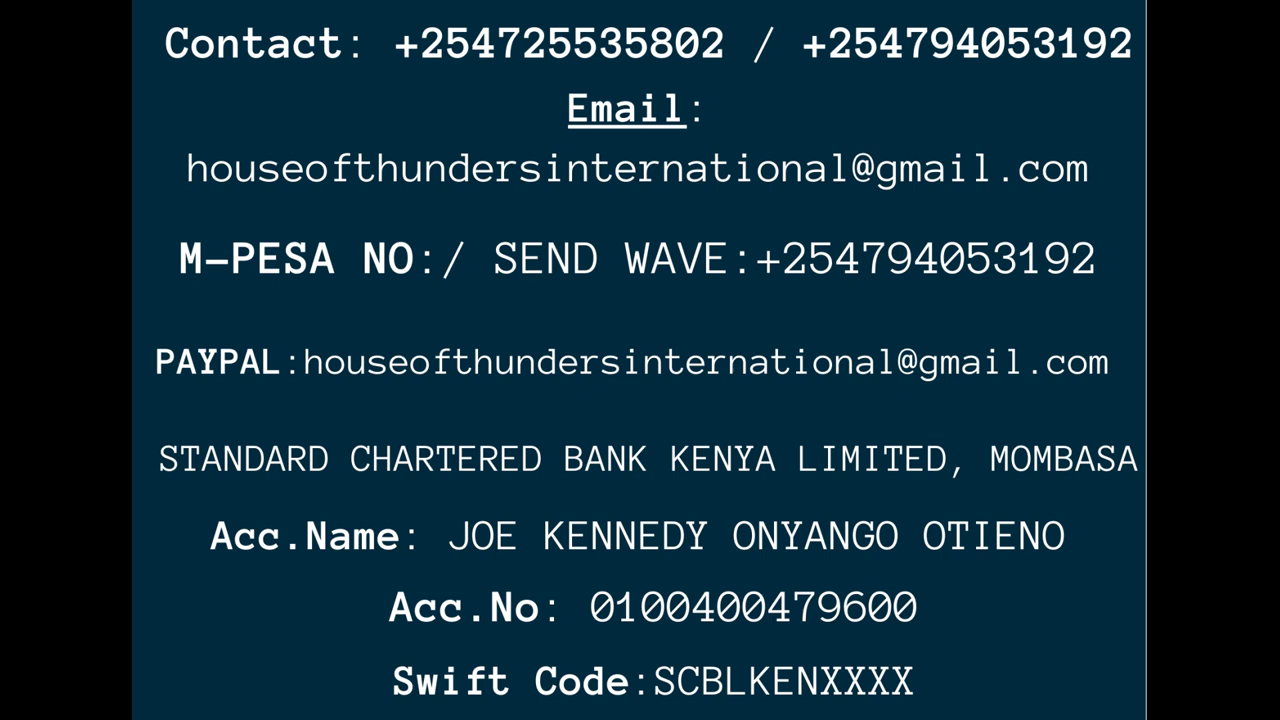 Contact: +254725535802 / +254794053192
Email:
houseofthundersinternational@gmail.com
M-PESA NO:/ SEND WAVE:+254794053192
PAYPAL:houseofthundersinternational@gmail.com
STANDARD CHARTERED BANK KENYA LIMITED, MOMBASA
Acc.Name: JOE KENNEDY ONYANGO OTIENO
Acc.No: 0100400479600
Swift Code:SCBLKENXXXX